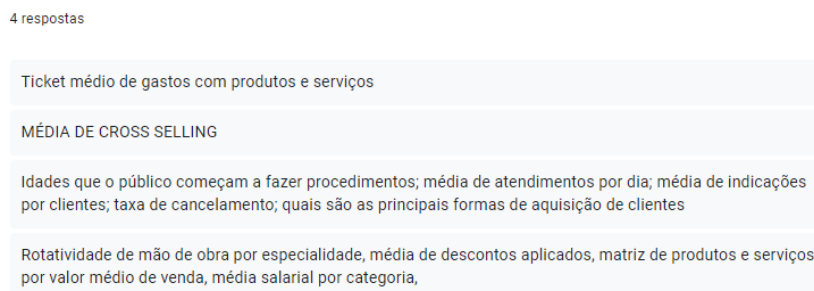 4 respostas
Ticket médio de gastos com produtos e serviços
MÉDIA DE CROSS SELLING
Idades que o público começam a fazer procedimentos; média de atendimentos por dia; média de indicações
por clientes; taxa de cancelamento; quais são as principais formas de aquisição de clientes
Rotatividade de mão de obra por especialidade, média de descontos aplicados, matriz de produtos e serviços
por valor médio de venda, média salarial por categoria,